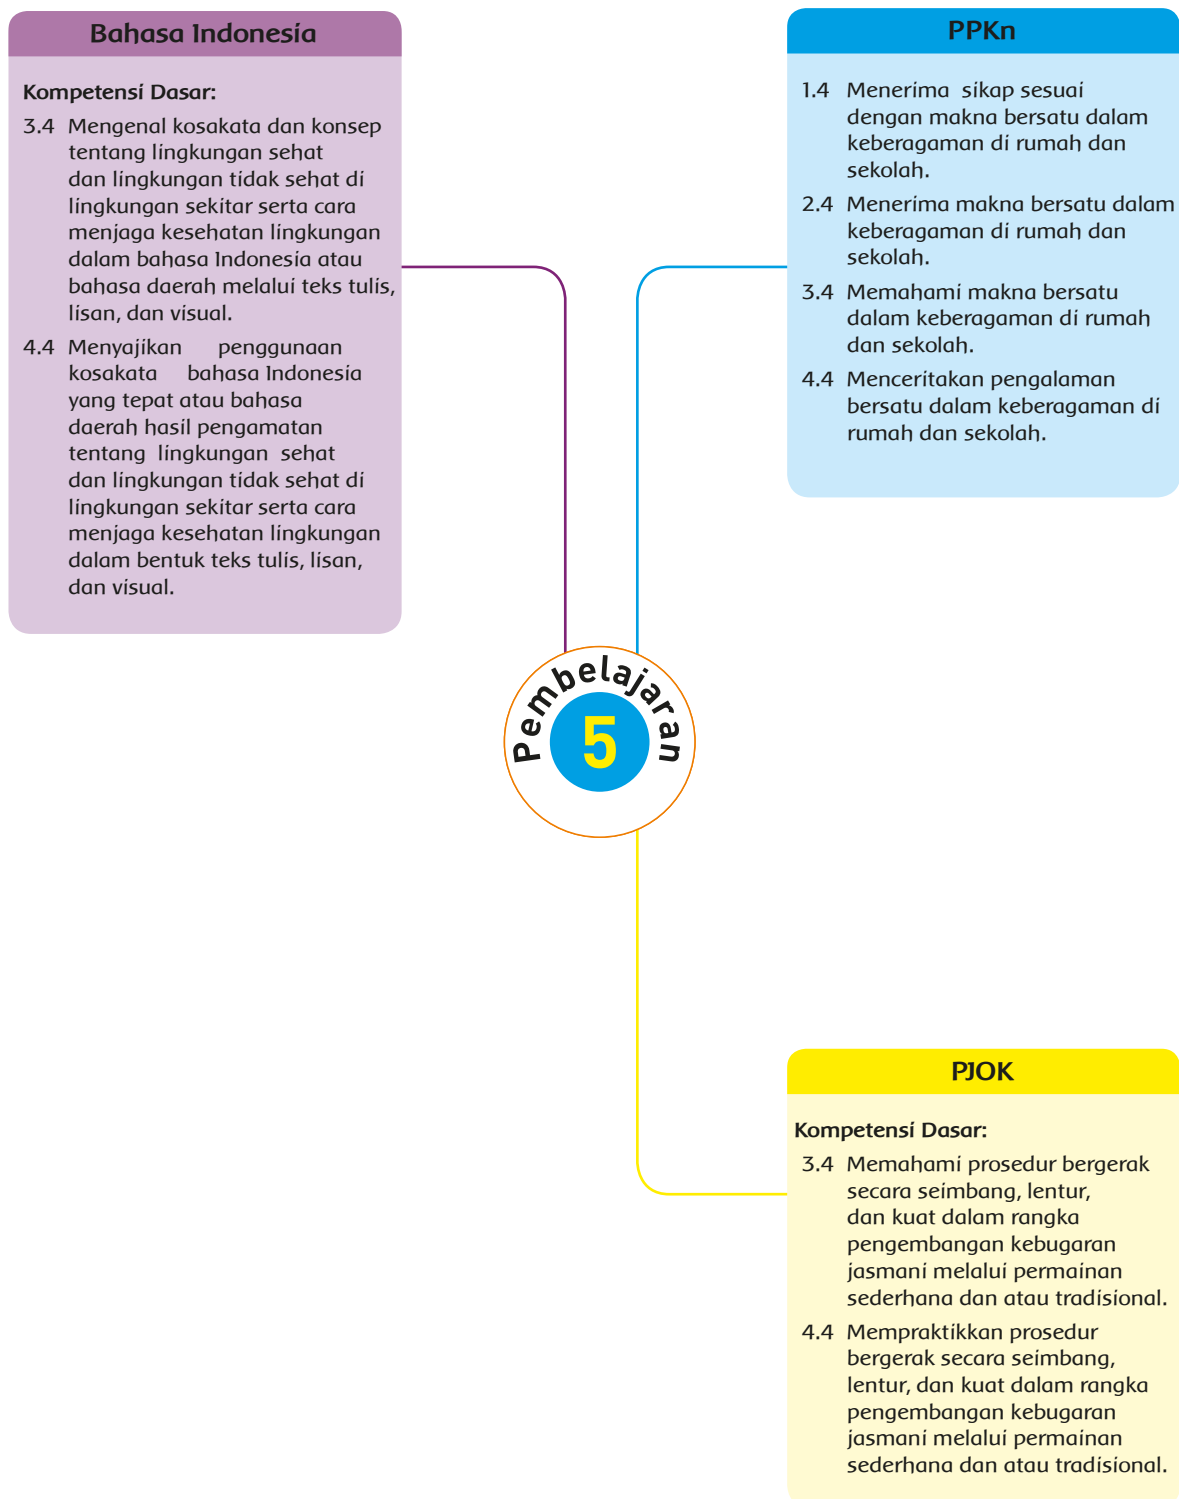 Bahasa Indonesia
Kompetensi Dasar:
3.4 Mengenal kosakata dan konsep
tentang lingkungan sehat
dan lingkungan tidak sehat di
lingkungan sekitar serta cara
menjaga kesehatan lingkungan
dalam bahasa Indonesia atau
bahasa daerah melalui teks tulis,
lisan, dan visual.
4.4 Menyajikan penggunaan
kosakata bahasa Indonesia
yang tepat atau bahasa
daerah hasil pengamatan
tentang lingkungan sehat
dan lingkungan tidak sehat di
lingkungan sekitar serta cara
menjaga kesehatan lingkungan
dalam bentuk teks tulis, lisan,
dan visual.
PPKn
1.4 Menerima sikap sesuai
dengan makna bersatu dalam
keberagaman di rumah dan
sekolah.
2.4 Menerima makna bersatu dalam
keberagaman di rumah dan
sekolah.
3.4 Memahami makna bersatu
dalam keberagaman di rumah
dan sekolah.
4.4 Menceritakan pengalaman
bersatu dalam keberagaman di
rumah dan sekolah.
Pembelajaran
5
PJOK
Kompetensi Dasar:
3.4 Memahami prosedur bergerak
secara seimbang, lentur,
dan kuat dalam rangka
pengembangan kebugaran
jasmani melalui permainan
sederhana dan atau tradisional.
4.4 Mempraktikkan prosedur
bergerak secara seimbang,
lentur, dan kuat dalam rangka
pengembangan kebugaran
jasmani melalui permainan
sederhana dan atau tradisional.